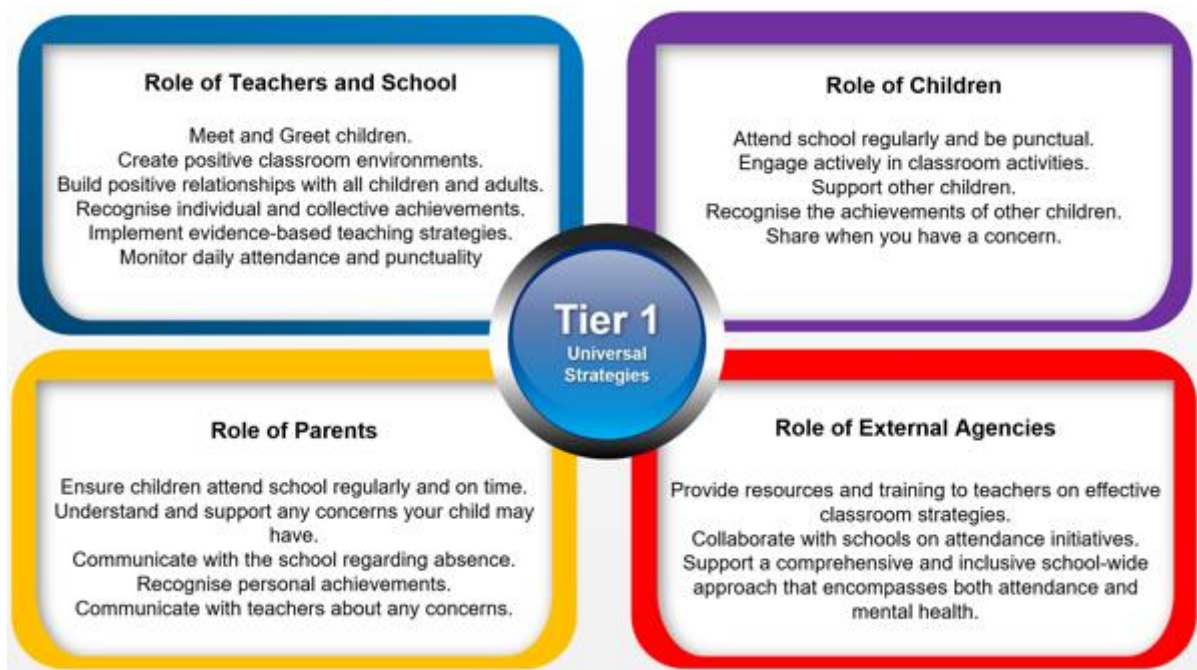 Role of Teachers and School
Meet and Greet children.
Create positive classroom environments.
Build positive relationships with all children and adults.
Recognise individual and collective achievements.
Implement evidence-based teaching strategies.
Monitor daily attendance and punctuality
Role of Children
Attend school regularly and be punctual.
Engage actively in classroom activities.
Support other children.
Recognise the achievements of other children.
Share when you have a concern.
Tier 1
Universal
Strategies
Role of Parents
Ensure children attend school regularly and on time.
Understand and support any concerns your child may
have.
Communicate with the school regarding absence.
Recognise personal achievements.
Communicate with teachers about any concerns.
Role of External Agencies
Provide resources and training to teachers on effective
classroom strategies.
Collaborate with schools on attendance initiatives.
Support a comprehensive and inclusive school-wide
approach that encompasses both attendance and
mental health.